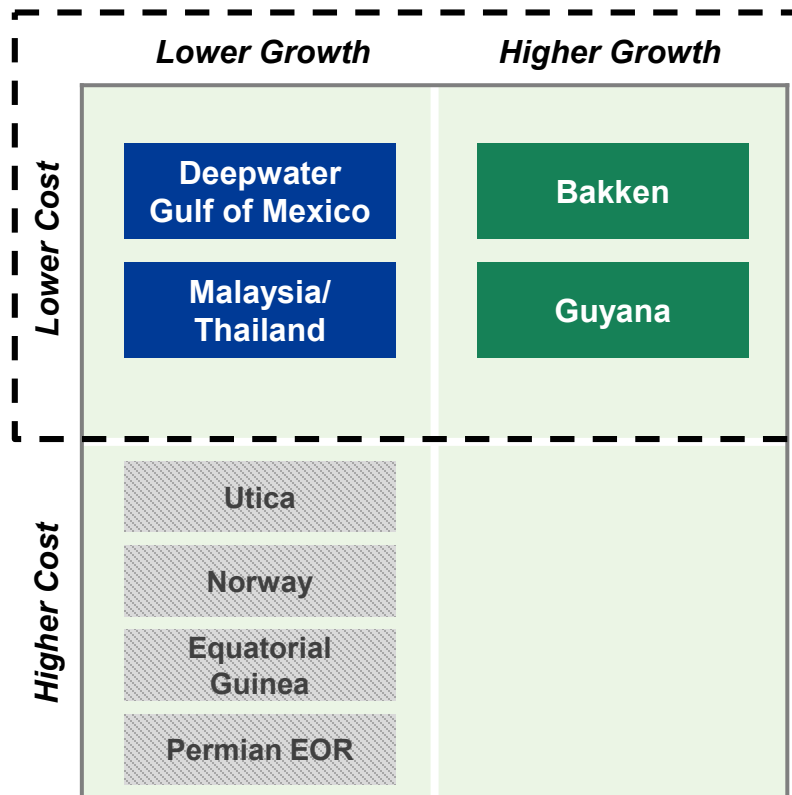 Lower Growth
Higher Growth
Lower Cost
Deepwater
Gulf of Mexico
Bakken
Malaysia/
Thailand
Guyana
Higher Cost
Utica
Norway
Equatorial
Guinea
Permian EOR